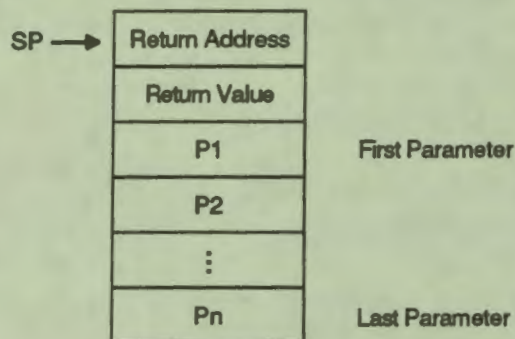 SP
Return Address
Return Value
P1 First Parameter
P2
⋮
Pn Last Parameter